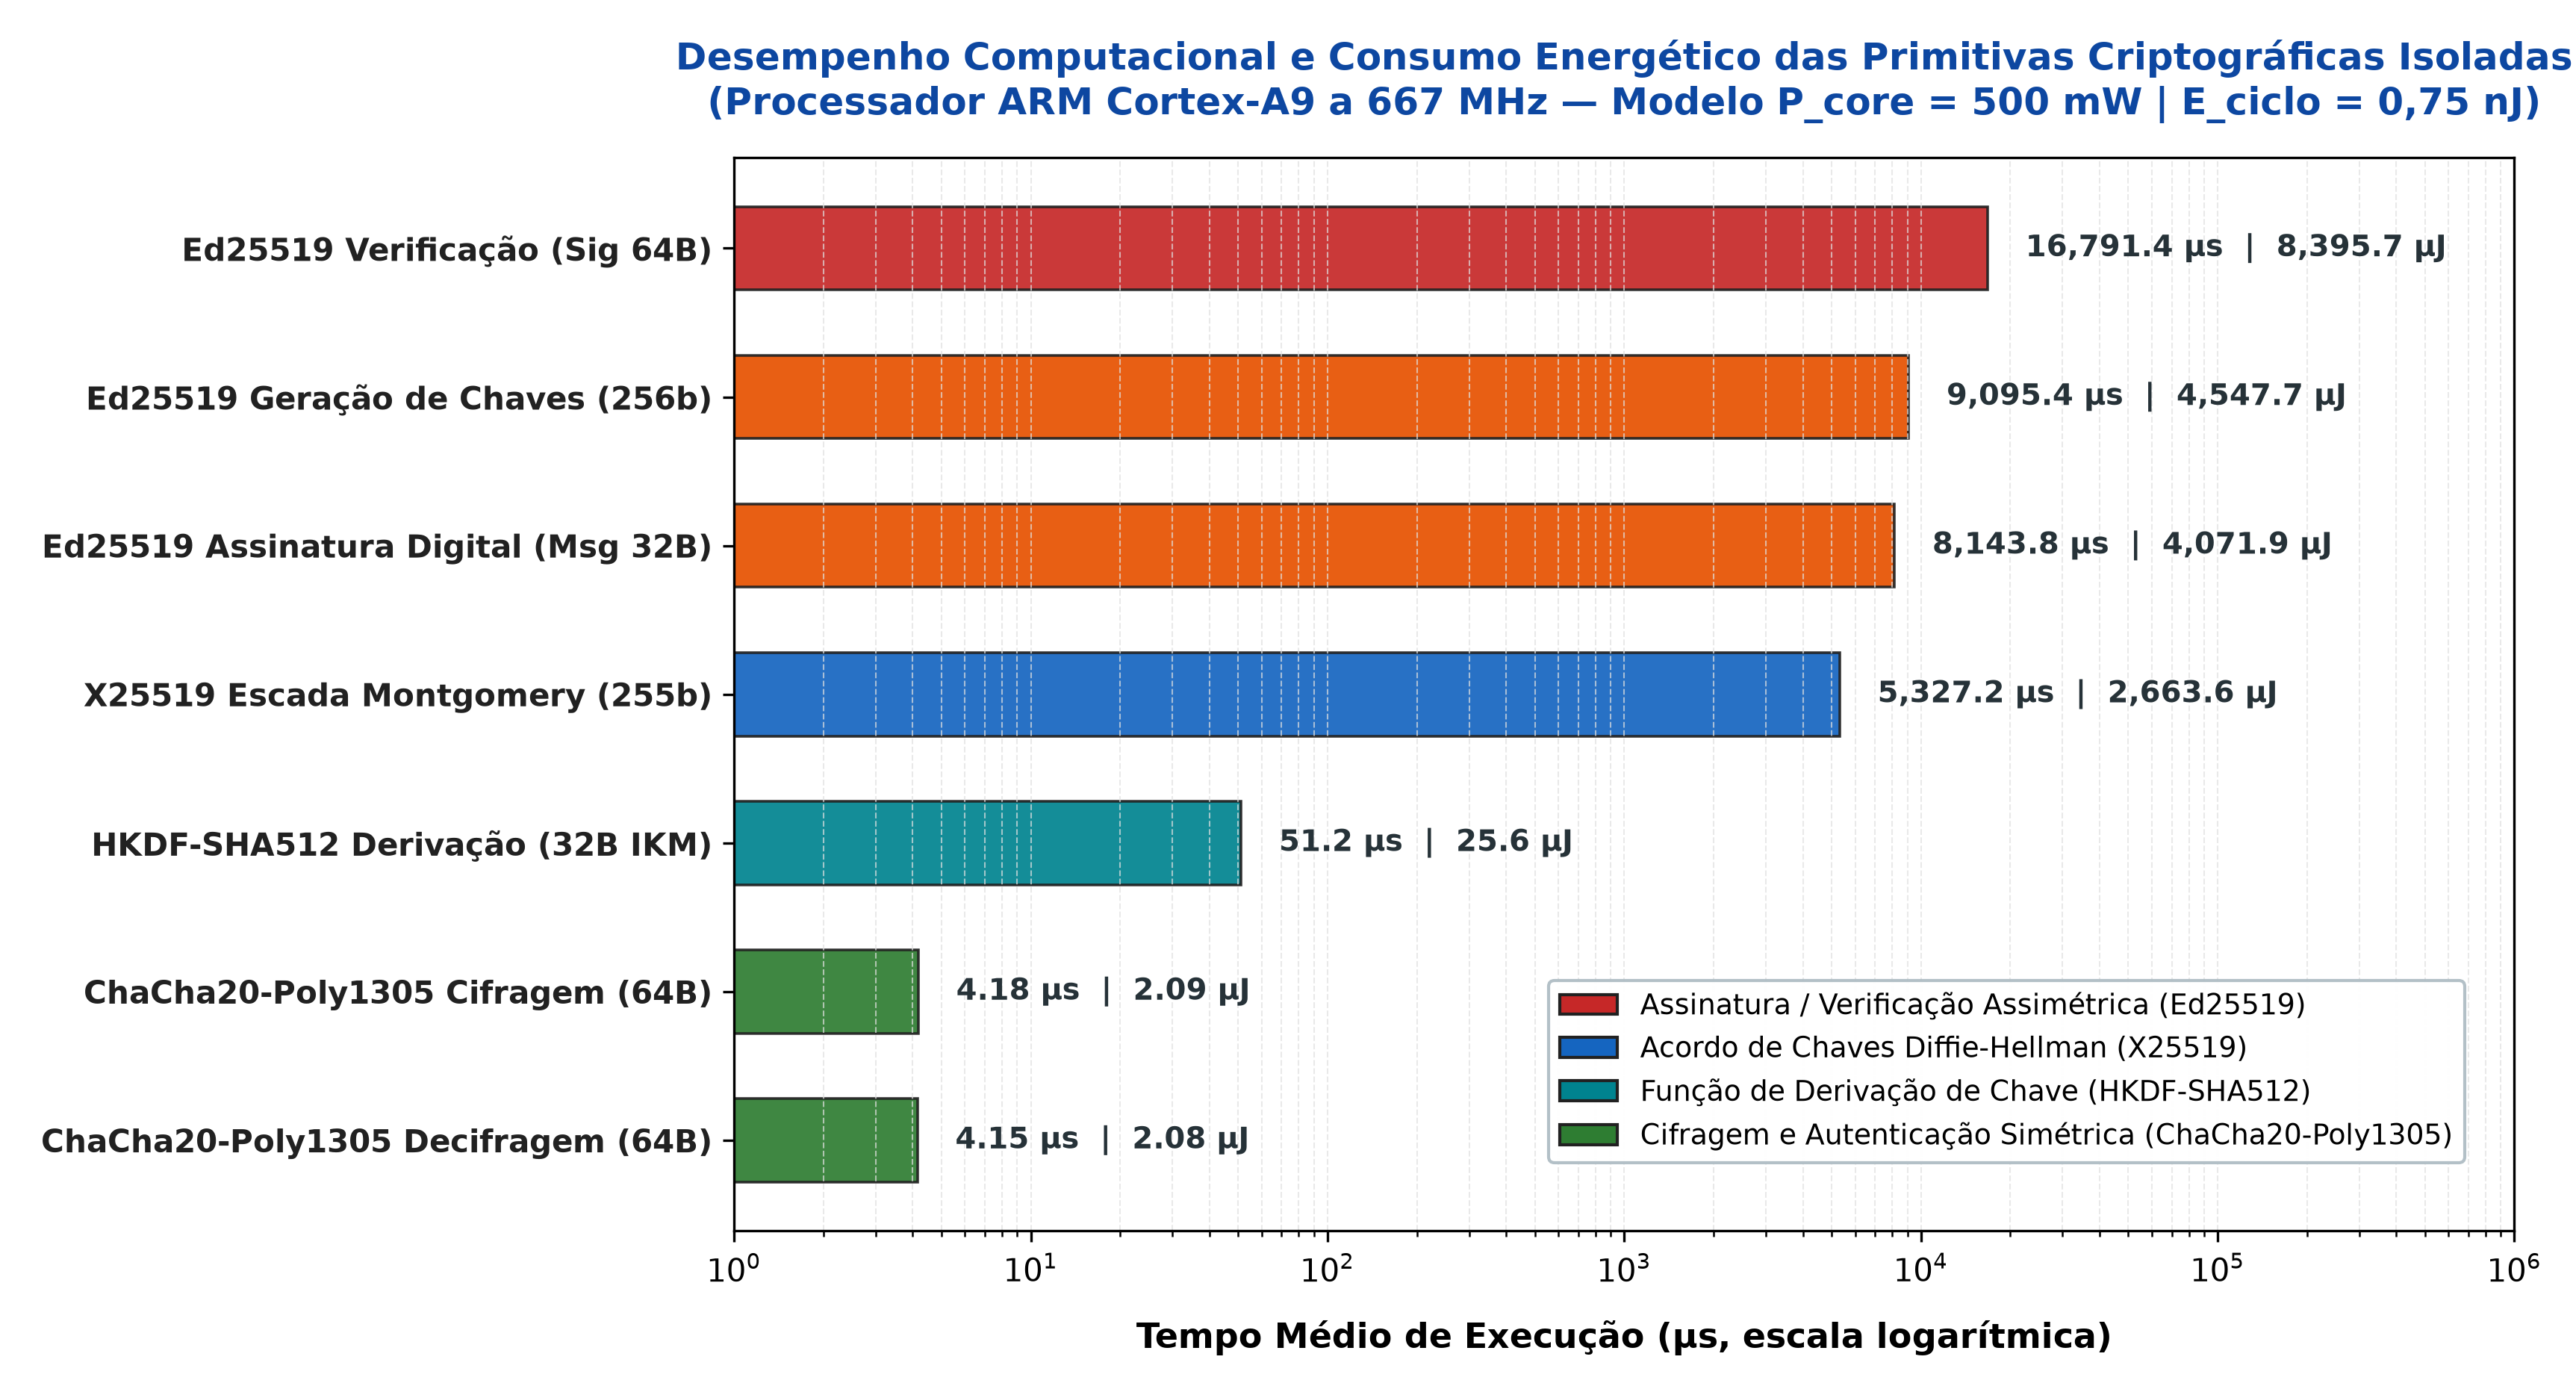 Desempenho Computacional e Consumo Energético das Primitivas Criptográficas Isoladas
(Processador ARM Cortex-A9 a 667 MHz — Modelo P_core = 500 mW | E_ciclo = 0,75 nJ)
Ed25519 Verificação (Sig 64B)
16,791.4 µs | 8,395.7 µJ
Ed25519 Geração de Chaves (256b)
9,095.4 µs | 4,547.7 µJ
Ed25519 Assinatura Digital (Msg 32B)
8,143.8 µs | 4,071.9 µJ
X25519 Escada Montgomery (255b)
5,327.2 µs | 2,663.6 µJ
HKDF-SHA512 Derivação (32B IKM)
51.2 µs | 25.6 µJ
ChaCha20-Poly1305 Cifragem (64B)
4.18 µs | 2.09 µJ
ChaCha20-Poly1305 Decifragem (64B)
4.15 µs | 2.08 µJ
Assinatura / Verificação Assimétrica (Ed25519)
Acordo de Chaves Diffie-Hellman (X25519)
Função de Derivação de Chave (HKDF-SHA512)
Cifragem e Autenticação Simétrica (ChaCha20-Poly1305)
10⁰ 10¹ 10² 10³ 10⁴ 10⁵ 10⁶
Tempo Médio de Execução (µs, escala logarítmica)